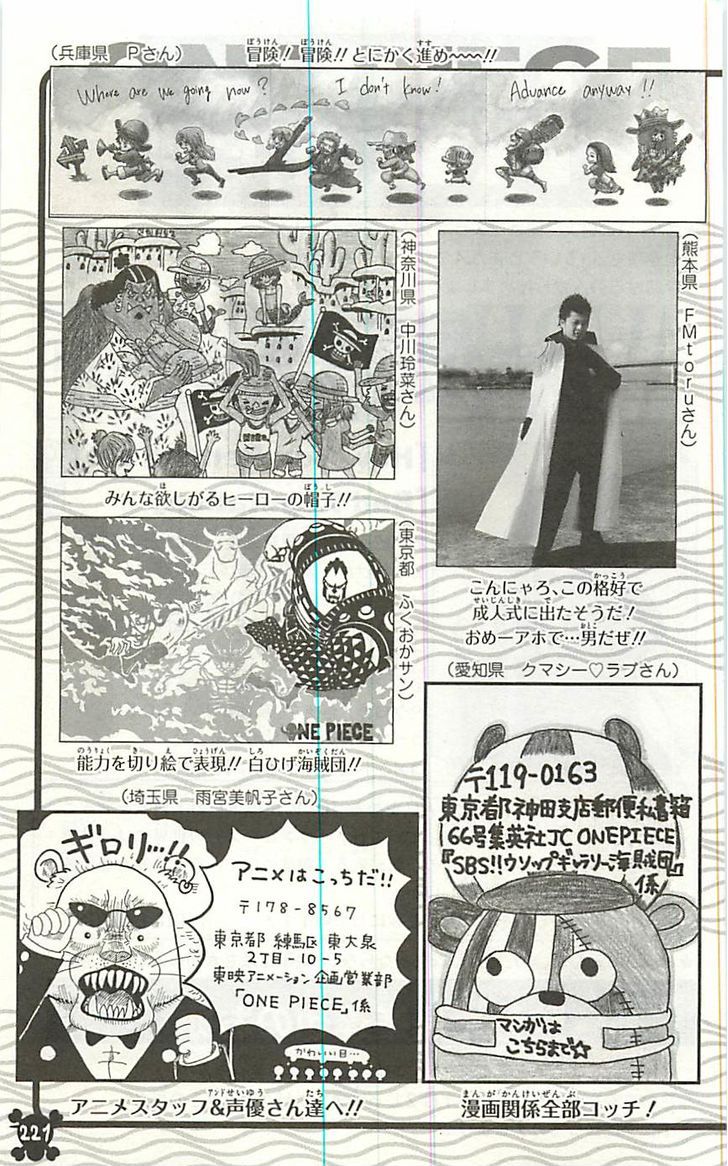 (兵庫県 Pさん)
冒険!冒険!!とにかく進め〜〜〜!!
Where are we going now?
I don't know!
Advance anyway!!
(神奈川県 中川玲菜さん)
みんな欲しがるヒーローの帽子!!
(熊本県 FMtoruさん)
こんにゃろ、この格好で
成人式に出たそうだ!
おめーアホで…男だぜ!!
(東京都 ふくおかサン)
ONE PIECE
能力を切り絵で表現!!白ひげ海賊団!!
(愛知県 クマシー♡ラブさん)
〒119-0163
東京都神田支店郵便私書箱
66号集英社JC ONEPIECE
『SBS!!ウソップギャラリー海賊団』
係
マンガは
こちらまで☆
漫画関係全部コッチ!
(埼玉県 雨宮美帆子さん)
ギロリ…!!
アニメはこっちだ!!
〒178-8567
東京都 練馬区 東大泉
2丁目-10-5
東映アニメーション企画営業部
「ONE PIECE」係
かわいい目…
アニメスタッフ&声優さん達へ!!
221